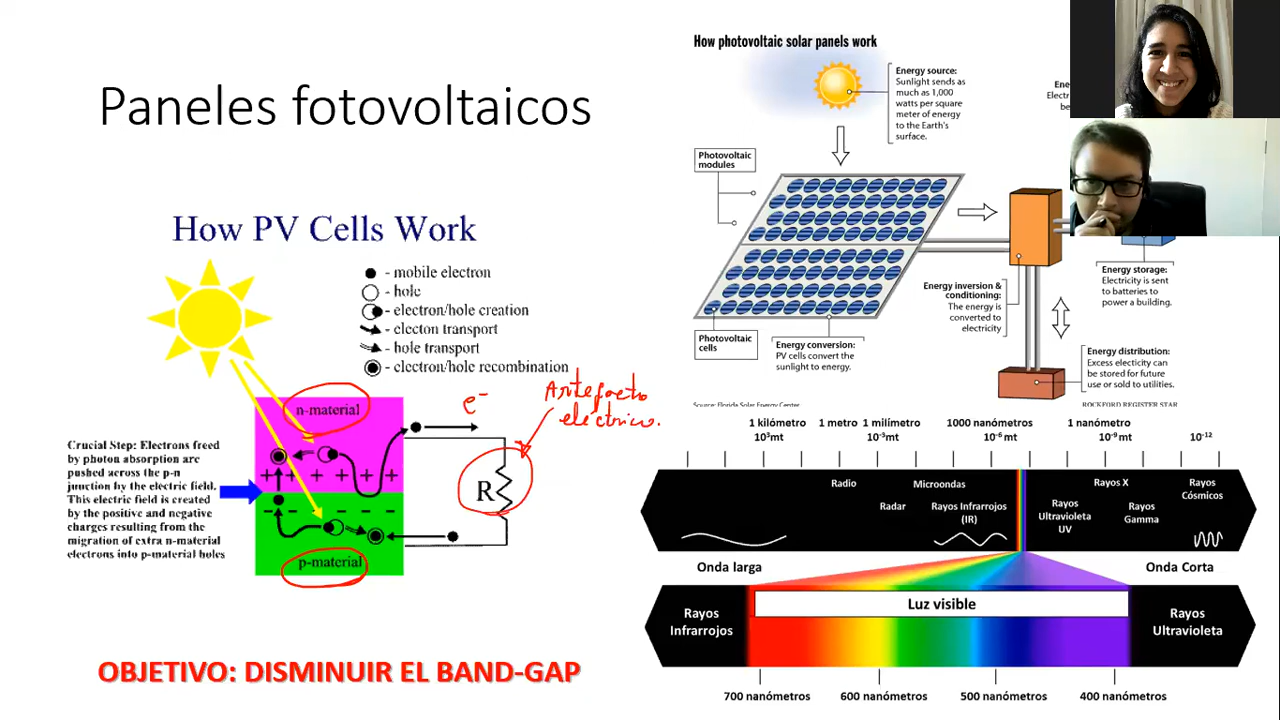 Paneles fotovoltaicos
How PV Cells Work
- mobile electron
- hole
- electron/hole creation
- electon transport
- hole transport
- electron/hole recombination
n-material
e-
Artefacto
eléctrico.
Crucial Step: Electrons freed
by photon absorption are
pushed across the p-n
junction by the electric field.
This electric field is created
by the positive and negative
charges resulting from the
migration of extra n-material
electrons into p-material holes
+ + + + + +
R
p-material
OBJETIVO: DISMINUIR EL BAND-GAP
How photovoltaic solar panels work
Energy source:
Sunlight sends as
much as 1,000
watts per square
meter of energy
to the Earth's
surface.
Photovoltaic
modules
Energy inversion &
conditioning:
The energy is
converted to
electricity
Energy storage:
Electricity is sent
to batteries to
power a building.
Photovoltaic
cells
Energy conversion:
PV cells convert the
sunlight to energy.
Energy distribution:
Excess electicity can
be stored for future
use or sold to utilities.
Source: Florida Solar Energy Center
ROCKFORD REGISTER STAR
1 kilómetro 1 metro 1 milímetro 1000 nanómetros 1 nanómetro
10³mt 10⁻³mt 10⁻⁶ mt 10⁻⁹ mt 10⁻¹²
Radio Microondas Rayos X Rayos
Cósmicos
Radar Rayos Infrarrojos
(IR)
Rayos
Ultravioleta
UV
Rayos
Gamma
Onda larga Onda Corta
Rayos
Infrarrojos
Luz visible
Rayos
Ultravioleta
700 nanómetros 600 nanómetros 500 nanómetros 400 nanómetros